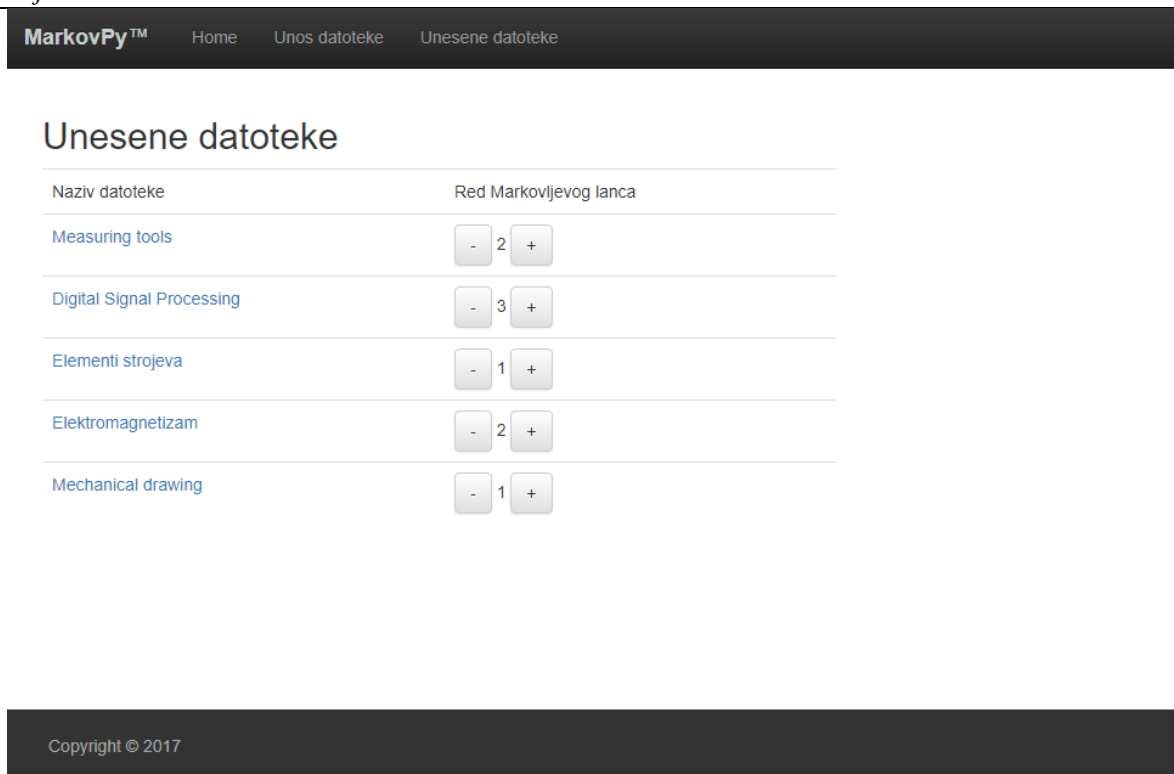 MarkovPy™ Home Unos datoteke Unesene datoteke
Unesene datoteke
Naziv datoteke Red Markovljevog lanca
Measuring tools - 2 +
Digital Signal Processing - 3 +
Elementi strojeva - 1 +
Elektromagnetizam - 2 +
Mechanical drawing - 1 +
Copyright © 2017